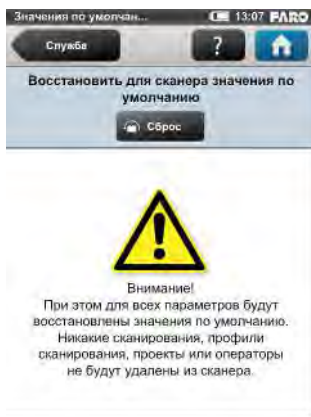 Значения по умолчан... 13:07 FARO
Служба ?
Восстановить для сканера значения по
умолчанию
Сброс
Внимание!
При этом для всех параметров будут
восстановлены значения по умолчанию.
Никакие сканирования, профили
сканирования, проекты или операторы
не будут удалены из сканера.